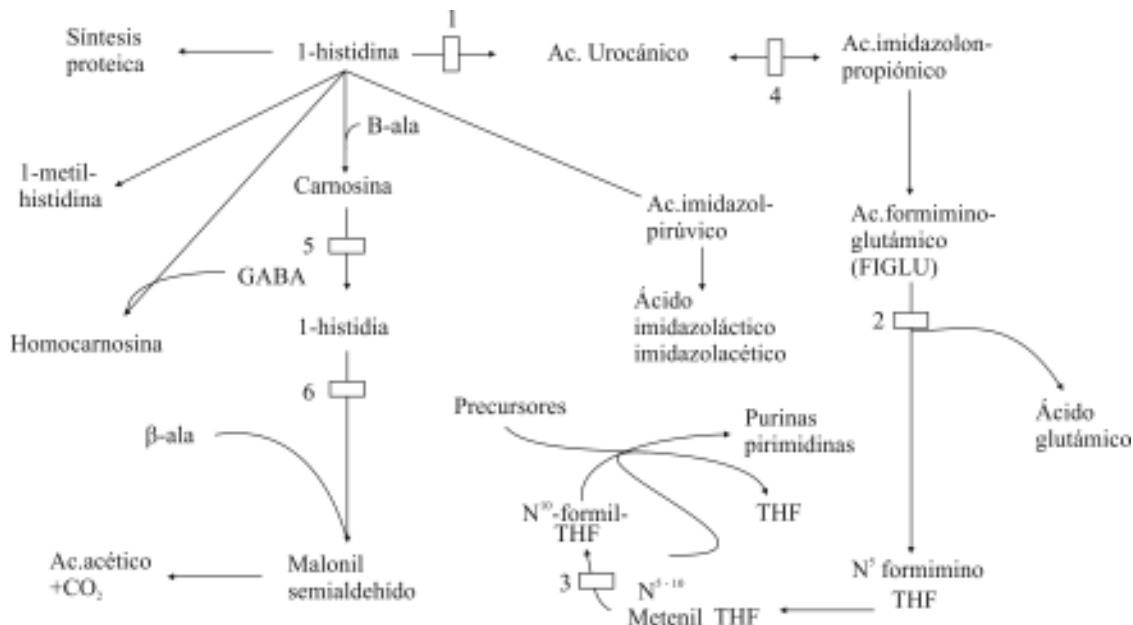 1
Síntesis
proteica
1-histidina
Ac. Urocánico
Ac.imidazolon-
propiónico
4
B-ala
1-metil-
histidina
Carnosina
Ac.imidazol-
pirúvico
Ac.formimino-
glutámico
(FIGLU)
5
GABA
Ácido
imidazoláctico
imidazolacético
2
Homocarnosina
1-histidia
6
Precursores
Purinas
pirimidinas
Ácido
glutámico
β-ala
N¹⁰-formil-
THF
THF
Ac.acético
+CO₂
Malonil
semialdehído
3
N⁵⁻¹⁰
Metenil THF
N⁵ formimino
THF